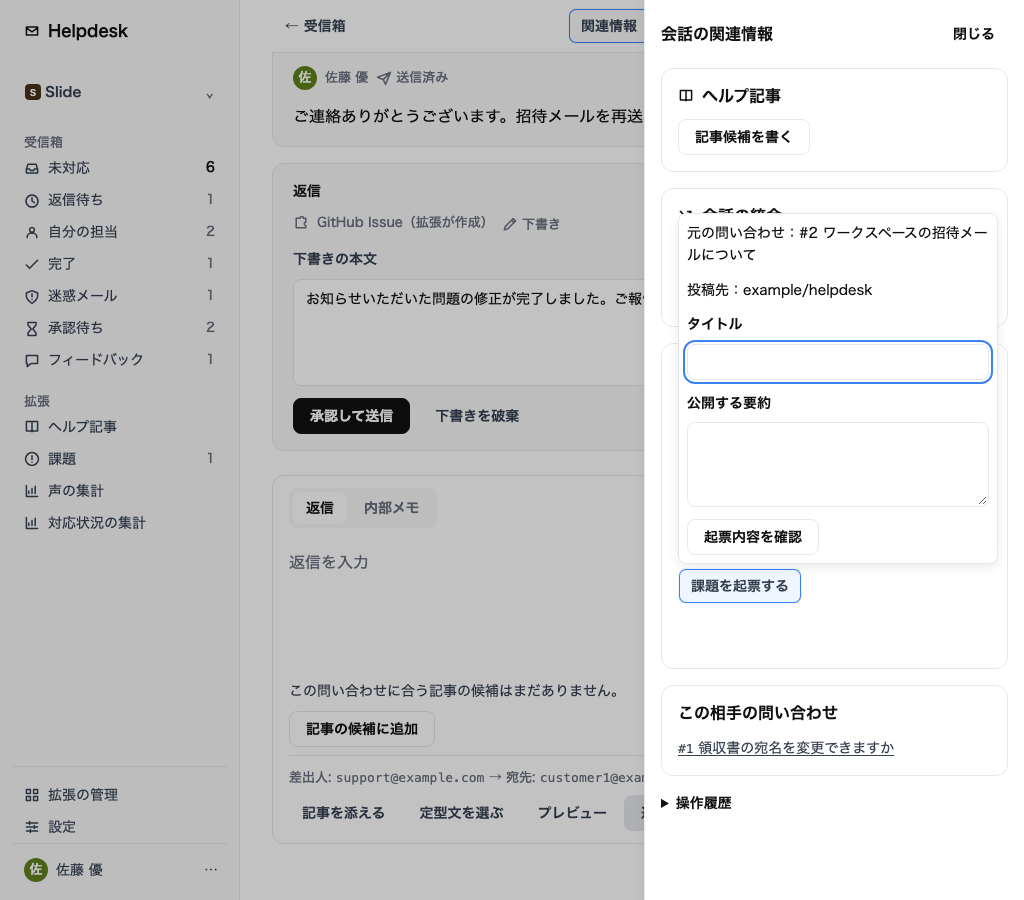 Helpdesk
S Slide
受信箱
未対応 6
返信待ち 1
自分の担当 2
完了 1
迷惑メール 1
承認待ち 2
フィードバック 1
拡張
ヘルプ記事
課題 1
声の集計
対応状況の集計
拡張の管理
設定
佐 佐藤 優 …
← 受信箱
関連情報
佐 佐藤 優 送信済み
ご連絡ありがとうございます。招待メールを再送
返信
GitHub Issue（拡張が作成） 下書き
下書きの本文
お知らせいただいた問題の修正が完了しました。ご報
承認して送信 下書きを破棄
返信 内部メモ
返信を入力
この問い合わせに合う記事の候補はまだありません。
記事の候補に追加
差出人: support@example.com → 宛先: customer1@exam
記事を添える 定型文を選ぶ プレビュー
会話の関連情報 閉じる
ヘルプ記事
記事候補を書く
元の問い合わせ：#2 ワークスペースの招待メー
ルについて
投稿先：example/helpdesk
タイトル
公開する要約
起票内容を確認
課題を起票する
この相手の問い合わせ
#1 領収書の宛名を変更できますか
▶ 操作履歴